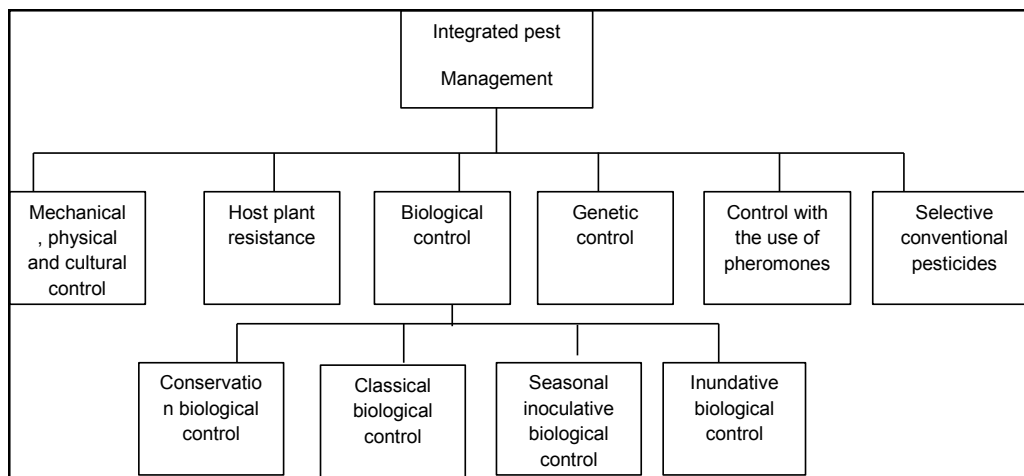 Integrated pest
Management
Mechanical
, physical
and cultural
control
Host plant
resistance
Biological
control
Genetic
control
Control with
the use of
pheromones
Selective
conventional
pesticides
Conservatio
n biological
control
Classical
biological
control
Seasonal
inoculative
biological
control
Inundative
biological
control